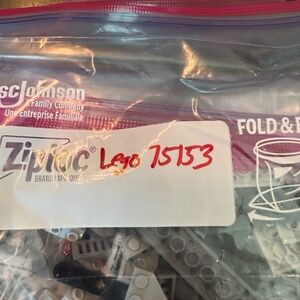 SCJohnson
A Family Company
Une Entreprise Familiale
FOLD &
Ziploc®
BRAND
Lego 75153